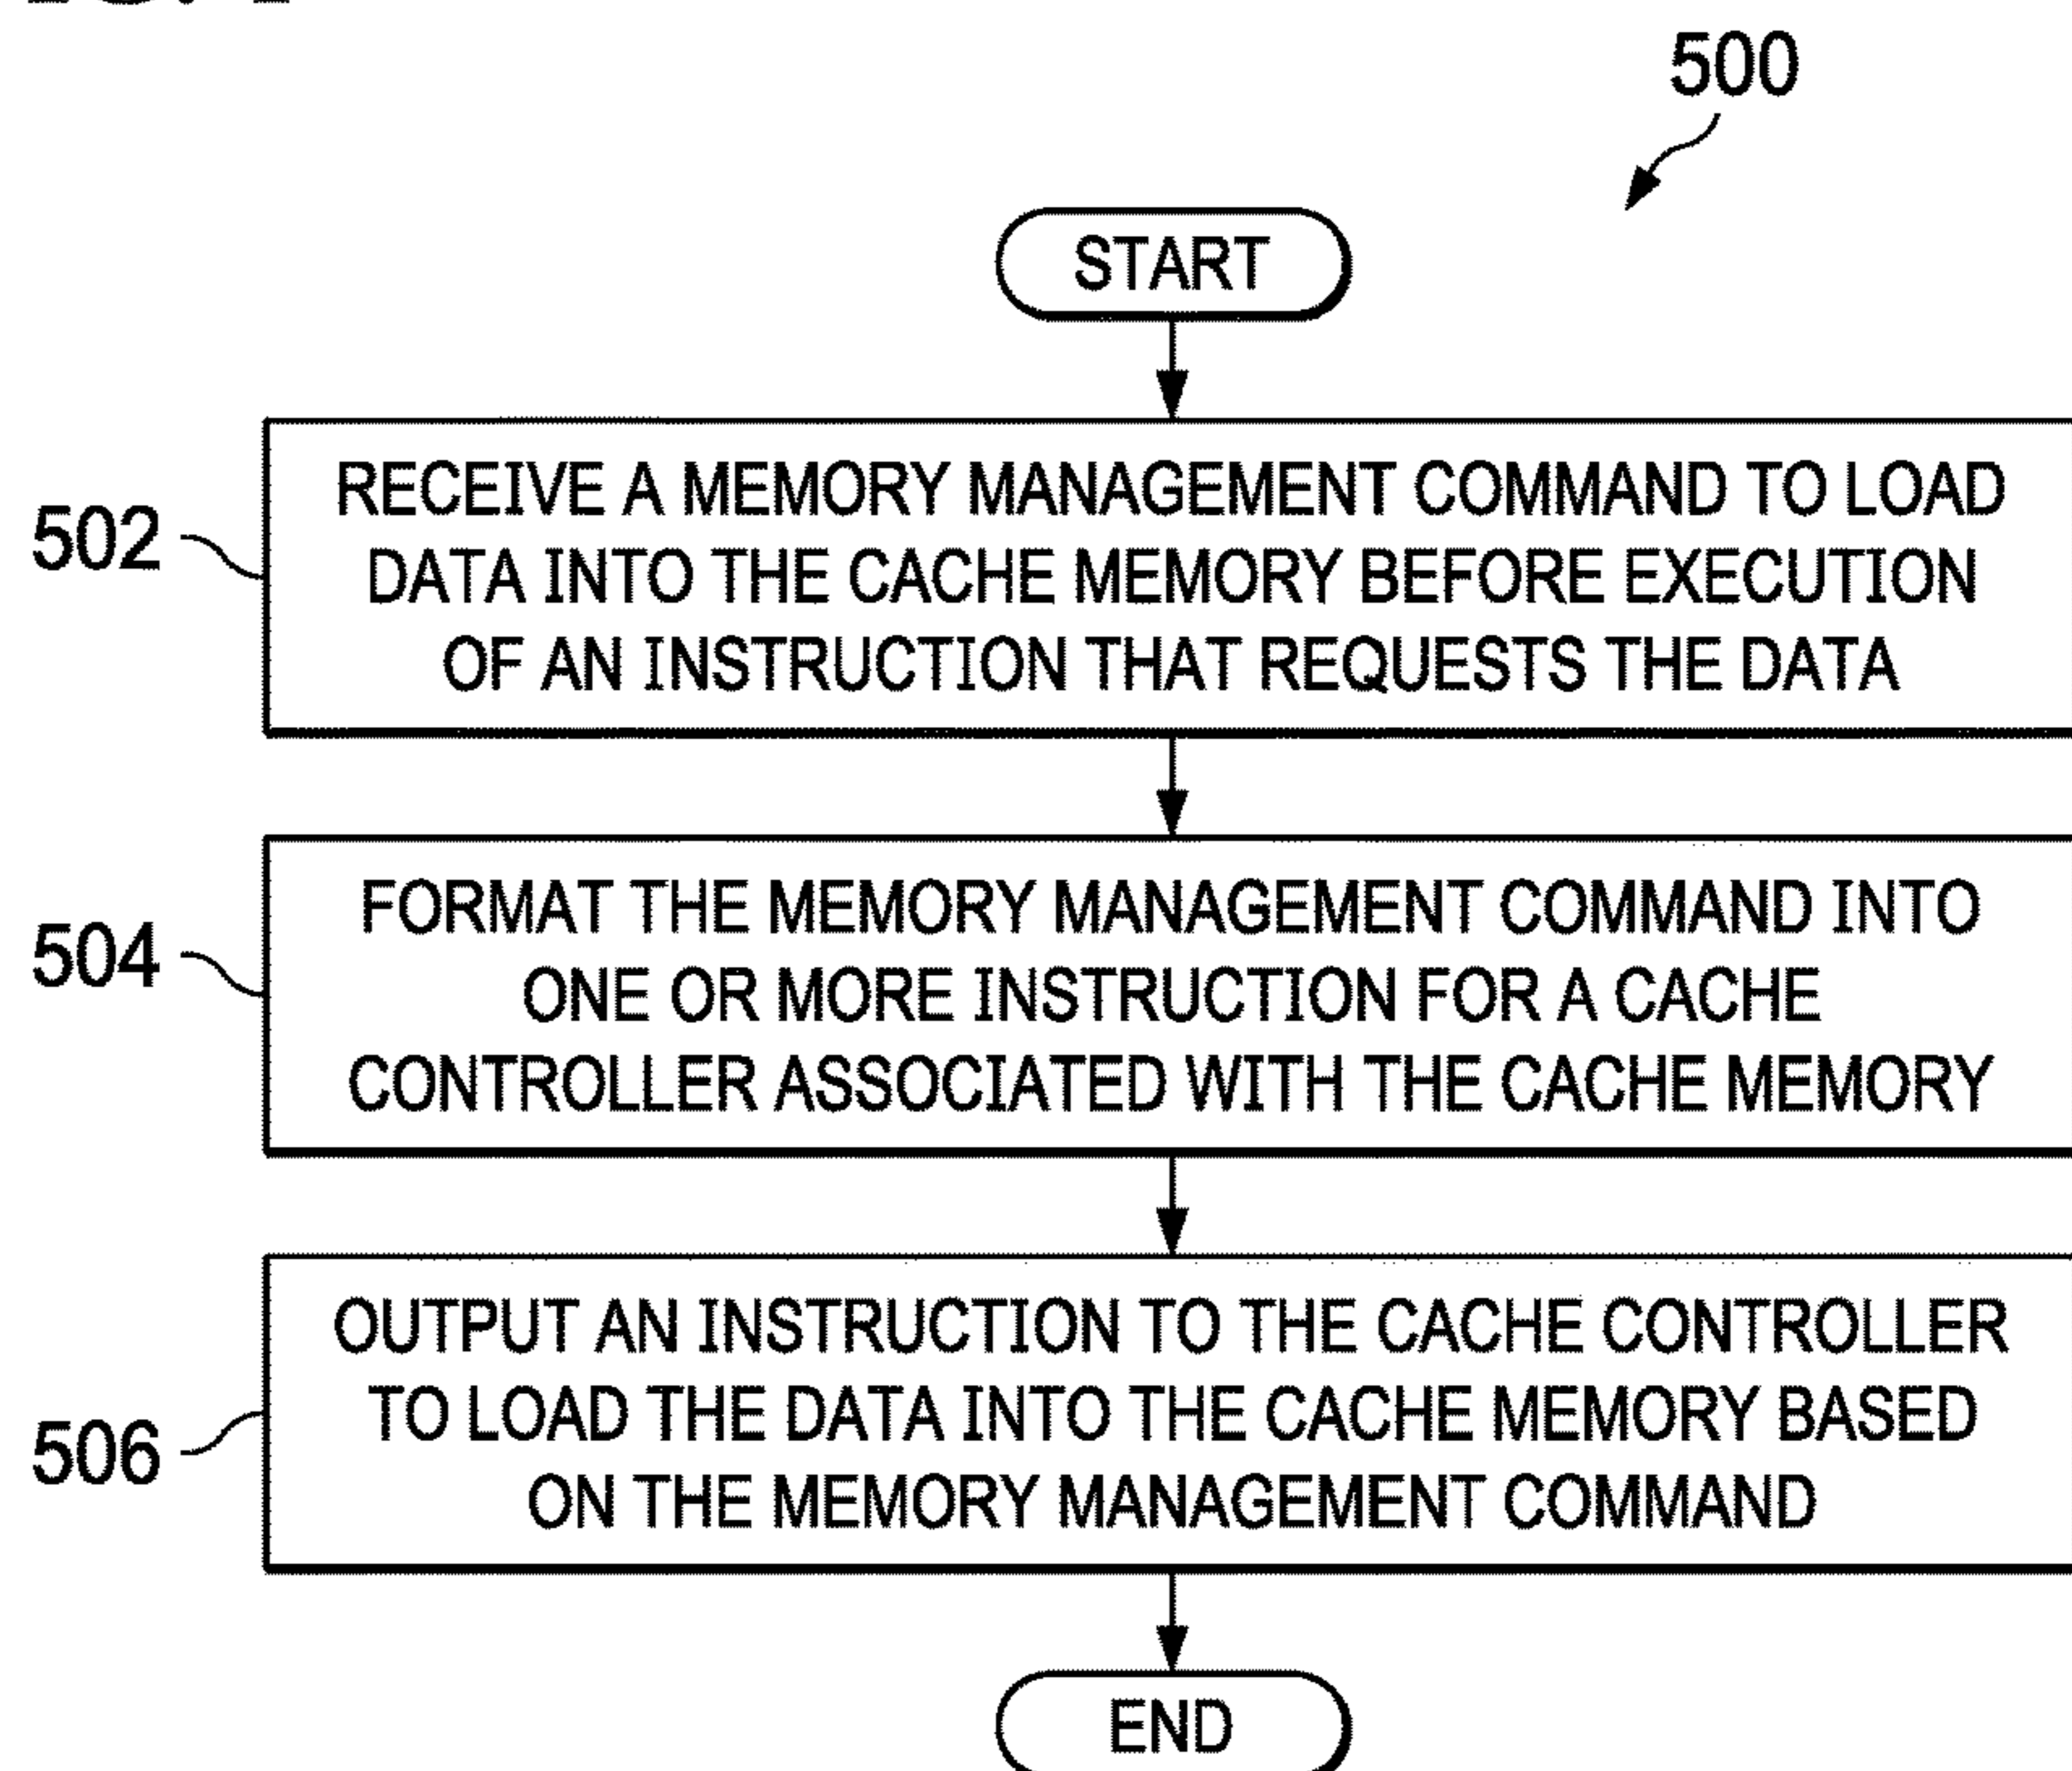 500
START
502
RECEIVE A MEMORY MANAGEMENT COMMAND TO LOAD
DATA INTO THE CACHE MEMORY BEFORE EXECUTION
OF AN INSTRUCTION THAT REQUESTS THE DATA
504
FORMAT THE MEMORY MANAGEMENT COMMAND INTO
ONE OR MORE INSTRUCTION FOR A CACHE
CONTROLLER ASSOCIATED WITH THE CACHE MEMORY
506
OUTPUT AN INSTRUCTION TO THE CACHE CONTROLLER
TO LOAD THE DATA INTO THE CACHE MEMORY BASED
ON THE MEMORY MANAGEMENT COMMAND
END